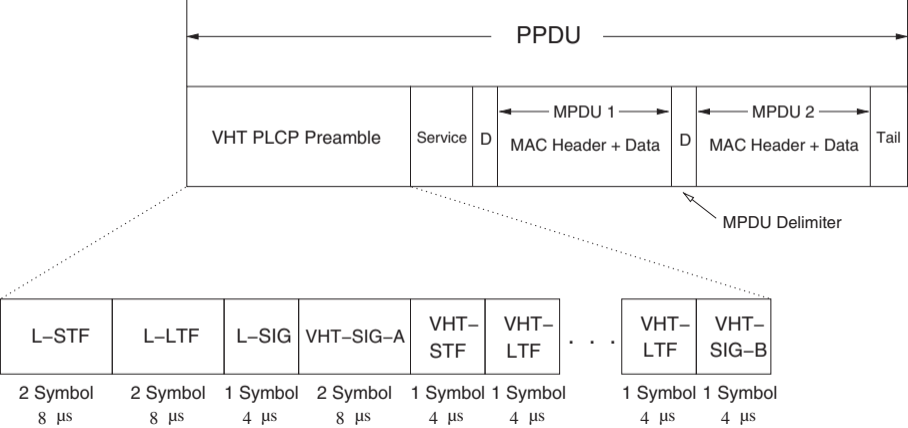 PPDU
VHT PLCP Preamble Service D MPDU 1 MAC Header + Data D MPDU 2 MAC Header + Data Tail
MPDU Delimiter
L-STF L-LTF L-SIG VHT-SIG-A VHT-STF VHT-LTF . . . VHT-LTF VHT-SIG-B
2 Symbol 2 Symbol 1 Symbol 2 Symbol 1 Symbol 1 Symbol 1 Symbol 1 Symbol
8 μs 8 μs 4 μs 8 μs 4 μs 4 μs 4 μs 4 μs